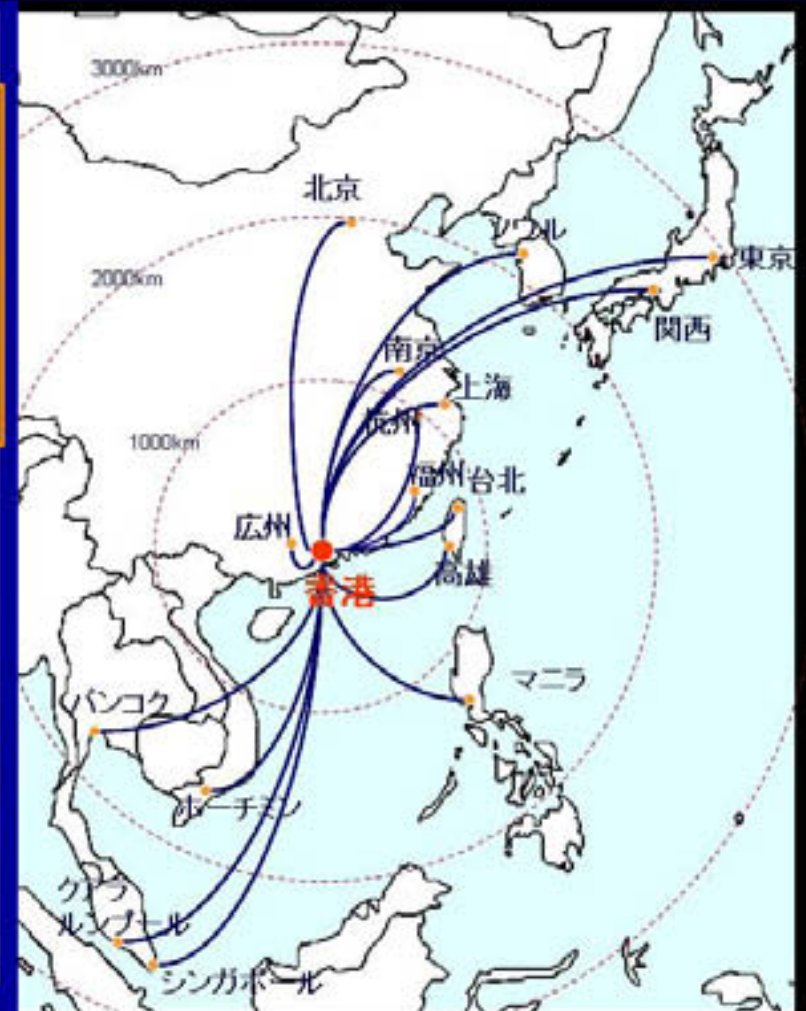 3000km
北京
ソウル
2000km
東京
関西
南京
上海
1000km
杭州
福州
台北
広州
高雄
香港
マニラ
バンコク
ホーチミン
クアラ
ルンプール
シンガポール